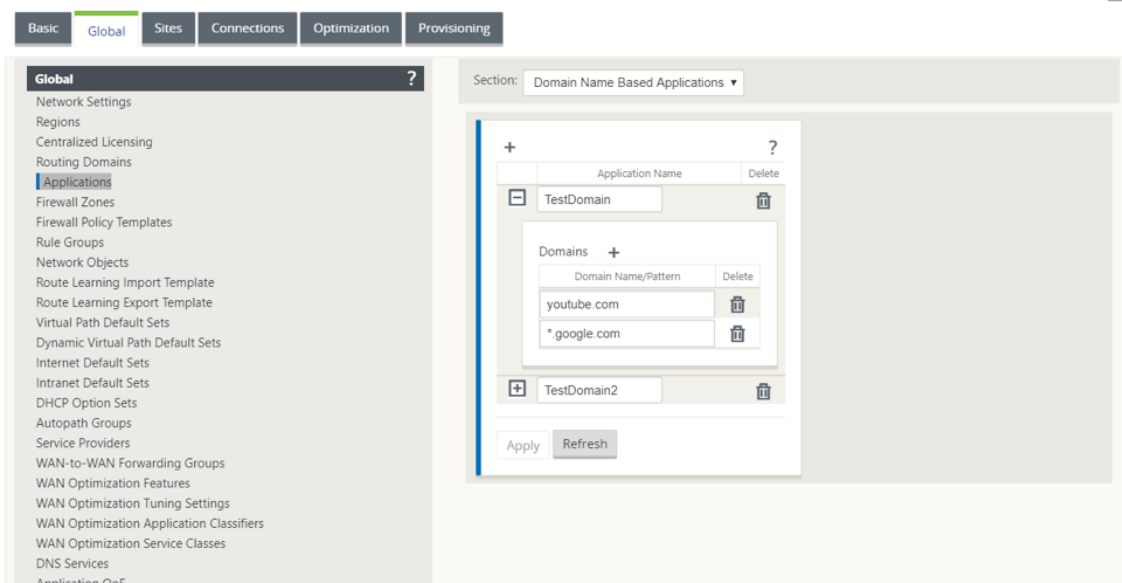 Basic Global Sites Connections Optimization Provisioning
Global ?
Network Settings
Regions
Centralized Licensing
Routing Domains
Applications
Firewall Zones
Firewall Policy Templates
Rule Groups
Network Objects
Route Learning Import Template
Route Learning Export Template
Virtual Path Default Sets
Dynamic Virtual Path Default Sets
Internet Default Sets
Intranet Default Sets
DHCP Option Sets
Autopath Groups
Service Providers
WAN-to-WAN Forwarding Groups
WAN Optimization Features
WAN Optimization Tuning Settings
WAN Optimization Application Classifiers
WAN Optimization Service Classes
DNS Services
Application QoE
Section: Domain Name Based Applications ▾
+ ?
Application Name Delete
TestDomain
Domains +
Domain Name/Pattern Delete
youtube.com
*.google.com
TestDomain2
Apply Refresh